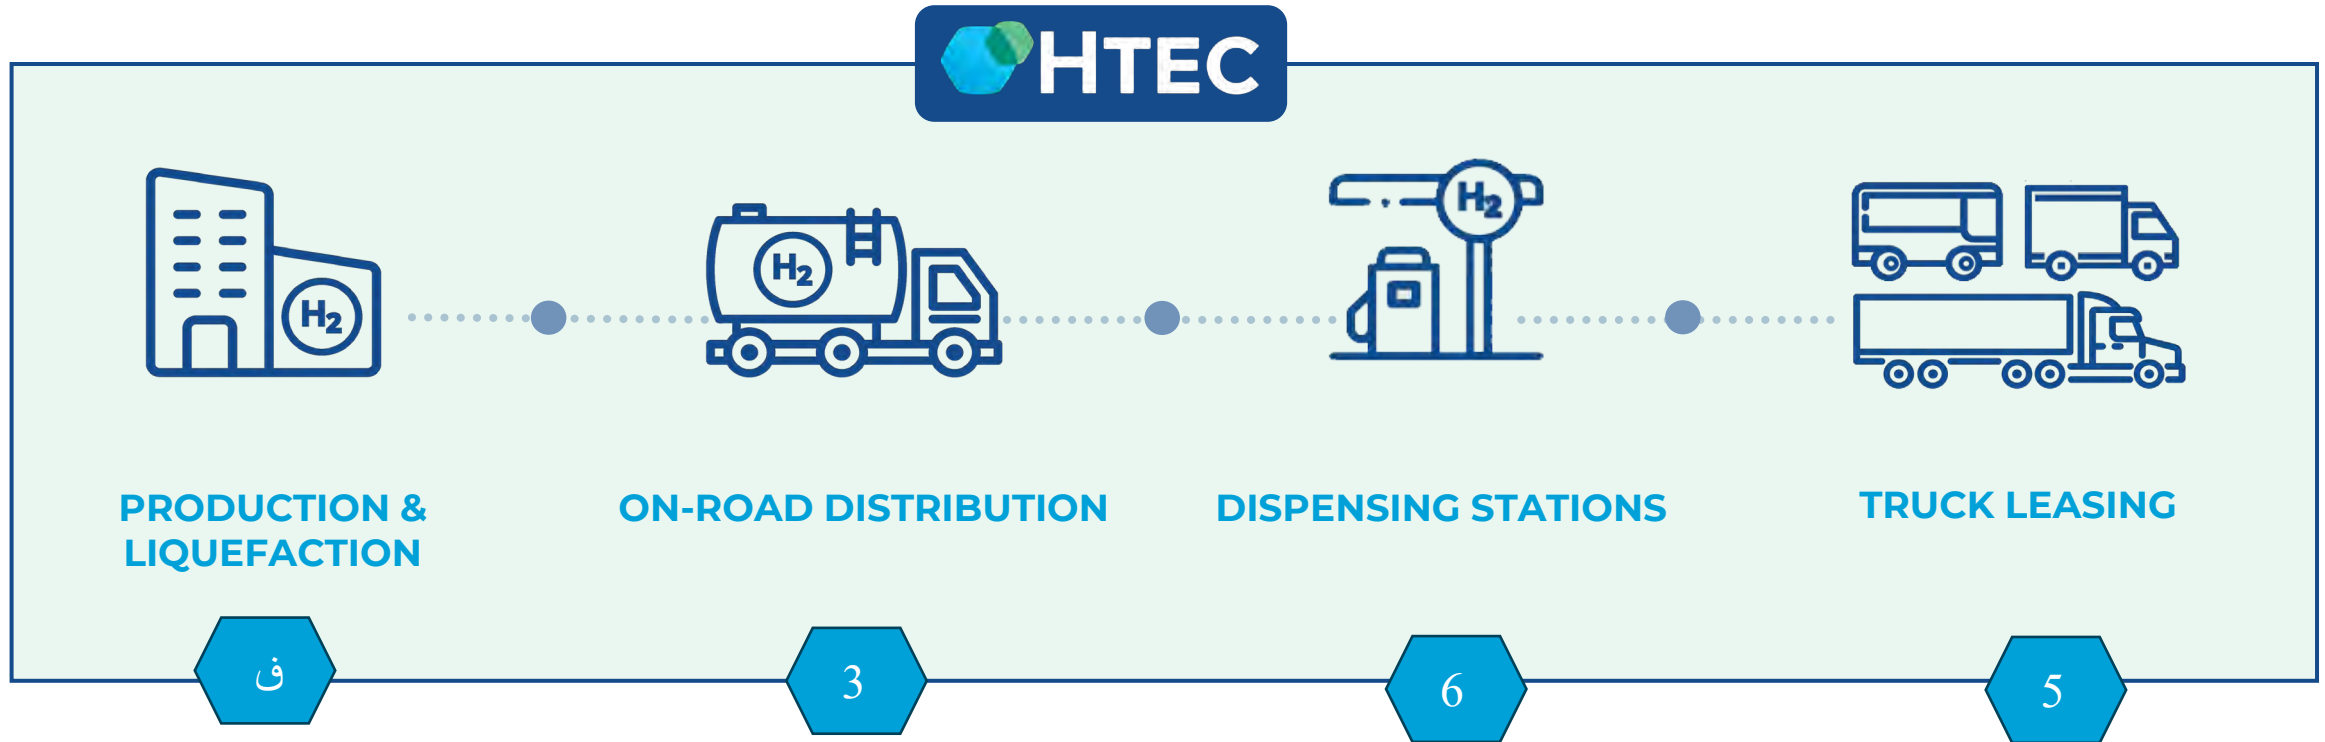 HTEC
H₂
H₂
H₂
PRODUCTION &
LIQUEFACTION
ON-ROAD DISTRIBUTION
DISPENSING STATIONS
TRUCK LEASING
ف
3
6
5